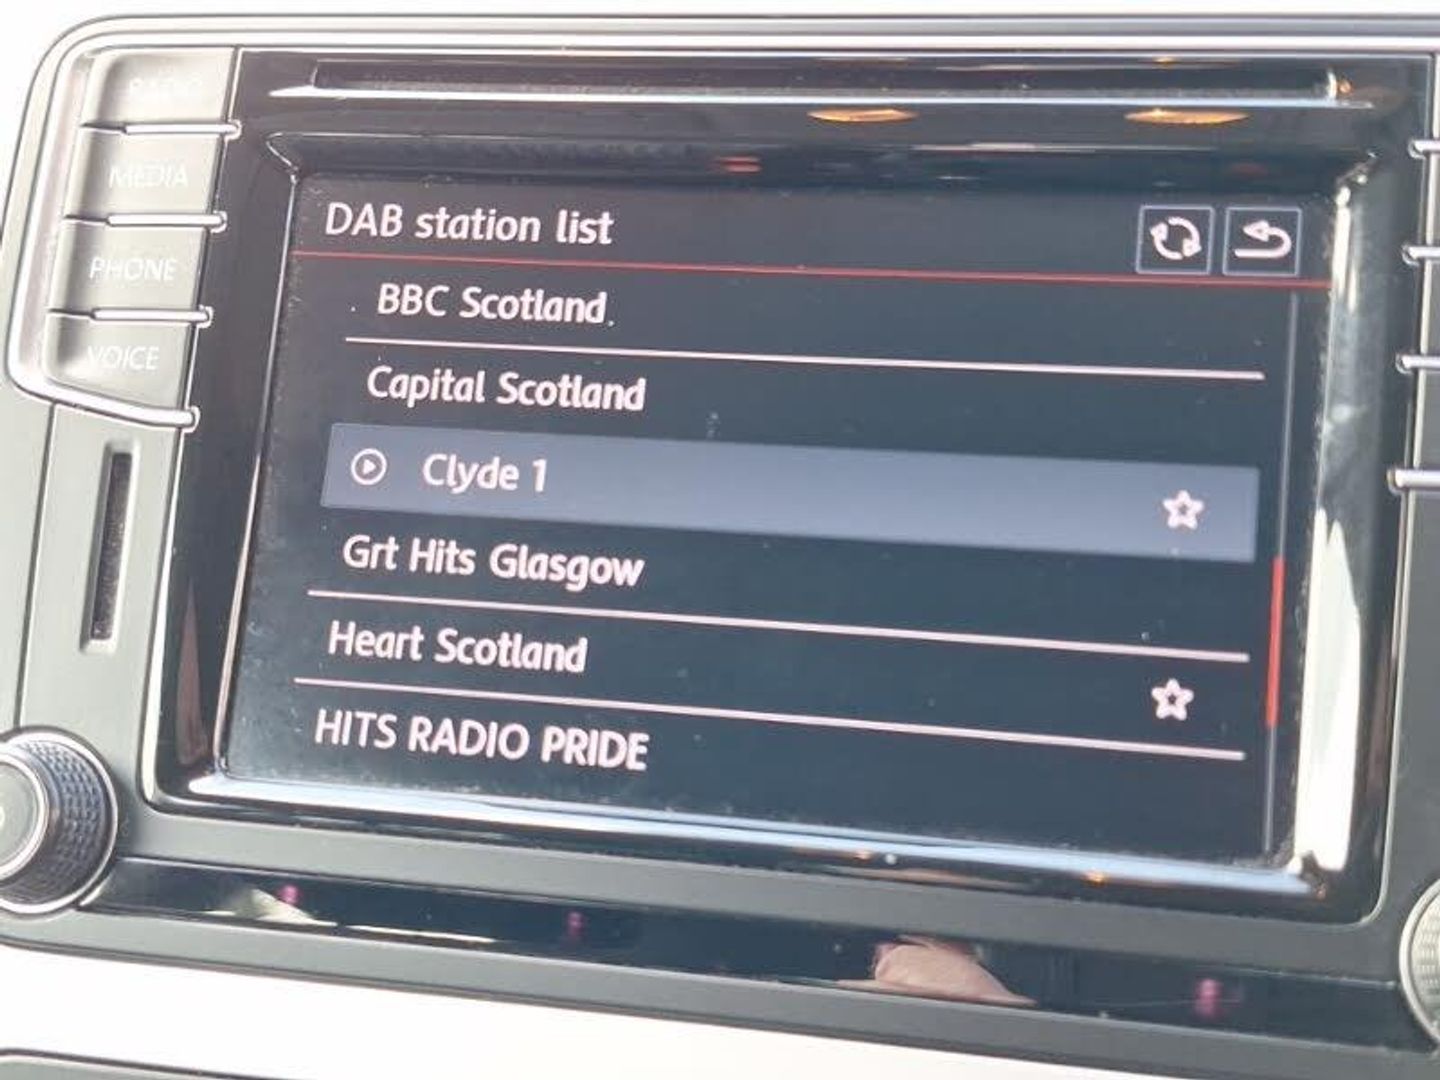 RADIO
MEDIA
PHONE
VOICE
DAB station list
BBC Scotland
Capital Scotland
Clyde 1
Grt Hits Glasgow
Heart Scotland
HITS RADIO PRIDE